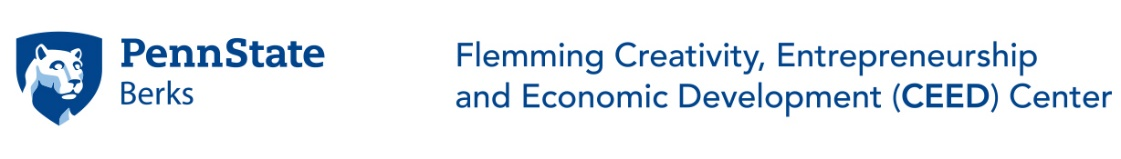 PennState
Berks
Flemming Creativity, Entrepreneurship
and Economic Development (CEED) Center